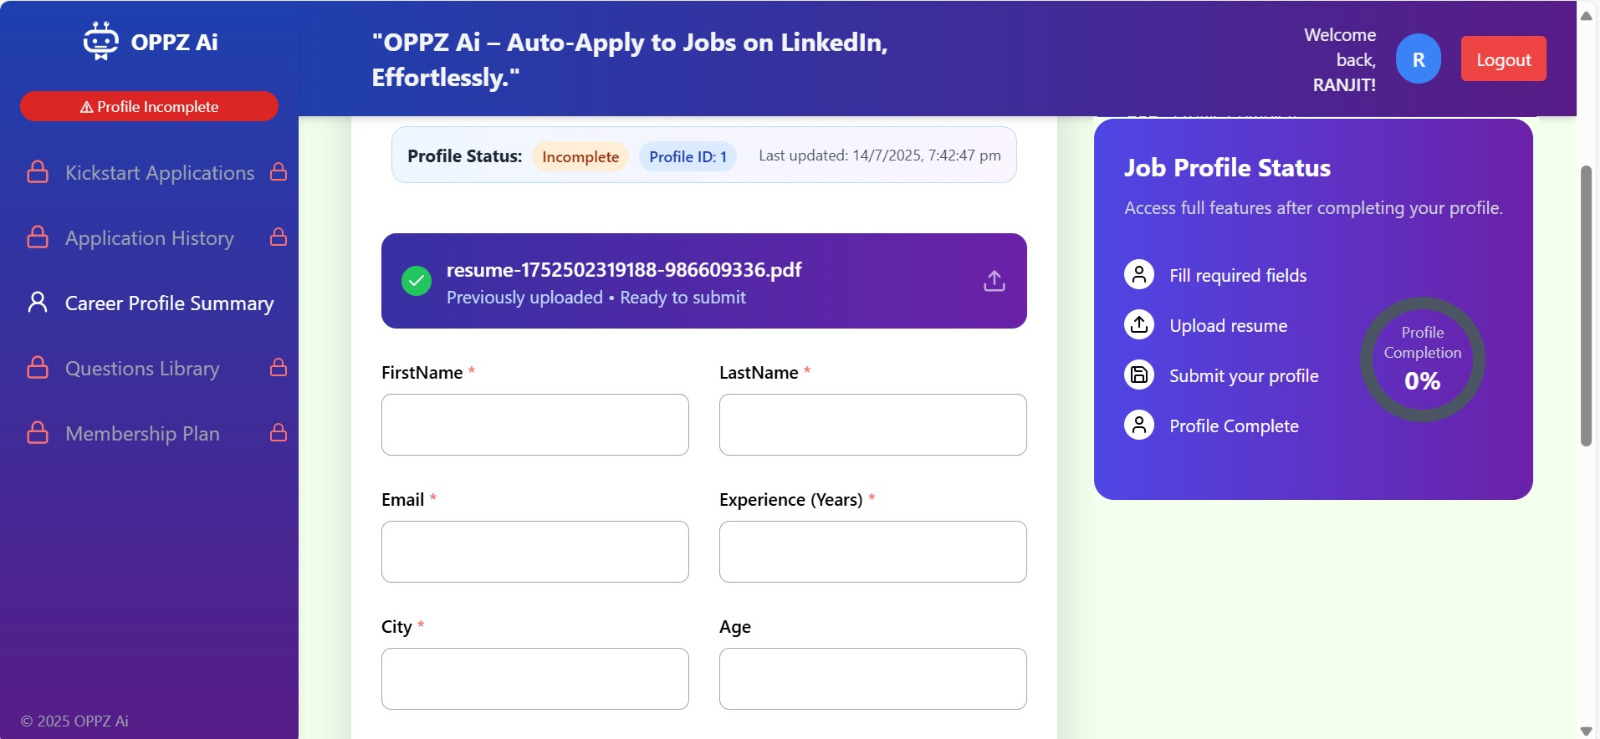 OPPZ Ai
⚠ Profile Incomplete
Kickstart Applications
Application History
Career Profile Summary
Questions Library
Membership Plan
© 2025 OPPZ Ai
"OPPZ Ai – Auto-Apply to Jobs on LinkedIn,
Effortlessly."
Welcome
back,
RANJIT!
R
Logout
Profile Status: Incomplete Profile ID: 1 Last updated: 14/7/2025, 7:42:47 pm
resume-1752502319188-986609336.pdf
Previously uploaded • Ready to submit
FirstName *
LastName *
Email *
Experience (Years) *
City *
Age
Job Profile Status
Access full features after completing your profile.
Fill required fields
Upload resume
Submit your profile
Profile Complete
Profile
Completion
0%